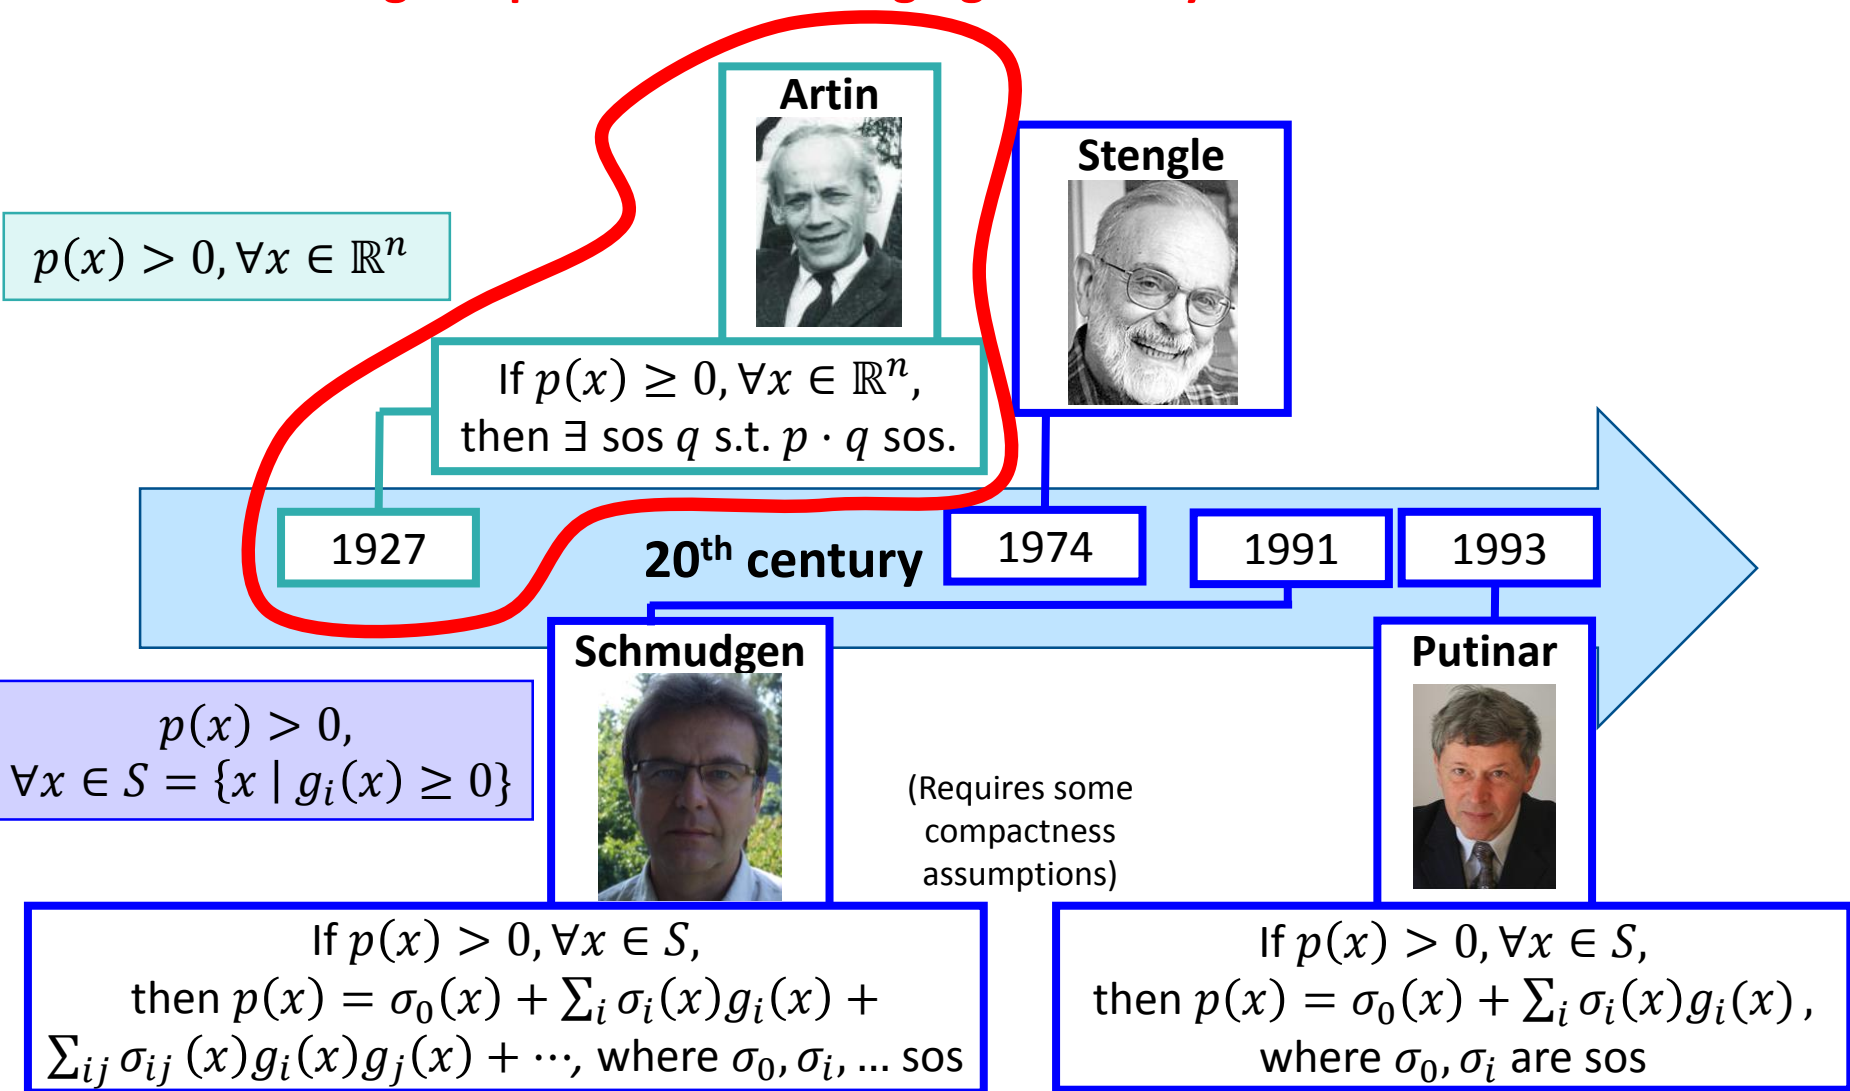 Artin
Stengle
p(x) > 0, ∀x ∈ ℝⁿ
If p(x) ≥ 0, ∀x ∈ ℝⁿ,
then ∃ sos q s.t. p · q sos.
1927
20th century
1974
1991
1993
Schmudgen
Putinar
p(x) > 0,
∀x ∈ S = {x | gᵢ(x) ≥ 0}
(Requires some
compactness
assumptions)
If p(x) > 0, ∀x ∈ S,
then p(x) = σ₀(x) + ∑ᵢ σᵢ(x)gᵢ(x) +
∑ᵢⱼ σᵢⱼ (x)gᵢ(x)gⱼ(x) + ⋯, where σ₀, σᵢ, … sos
If p(x) > 0, ∀x ∈ S,
then p(x) = σ₀(x) + ∑ᵢ σᵢ(x)gᵢ(x) ,
where σ₀, σᵢ are sos